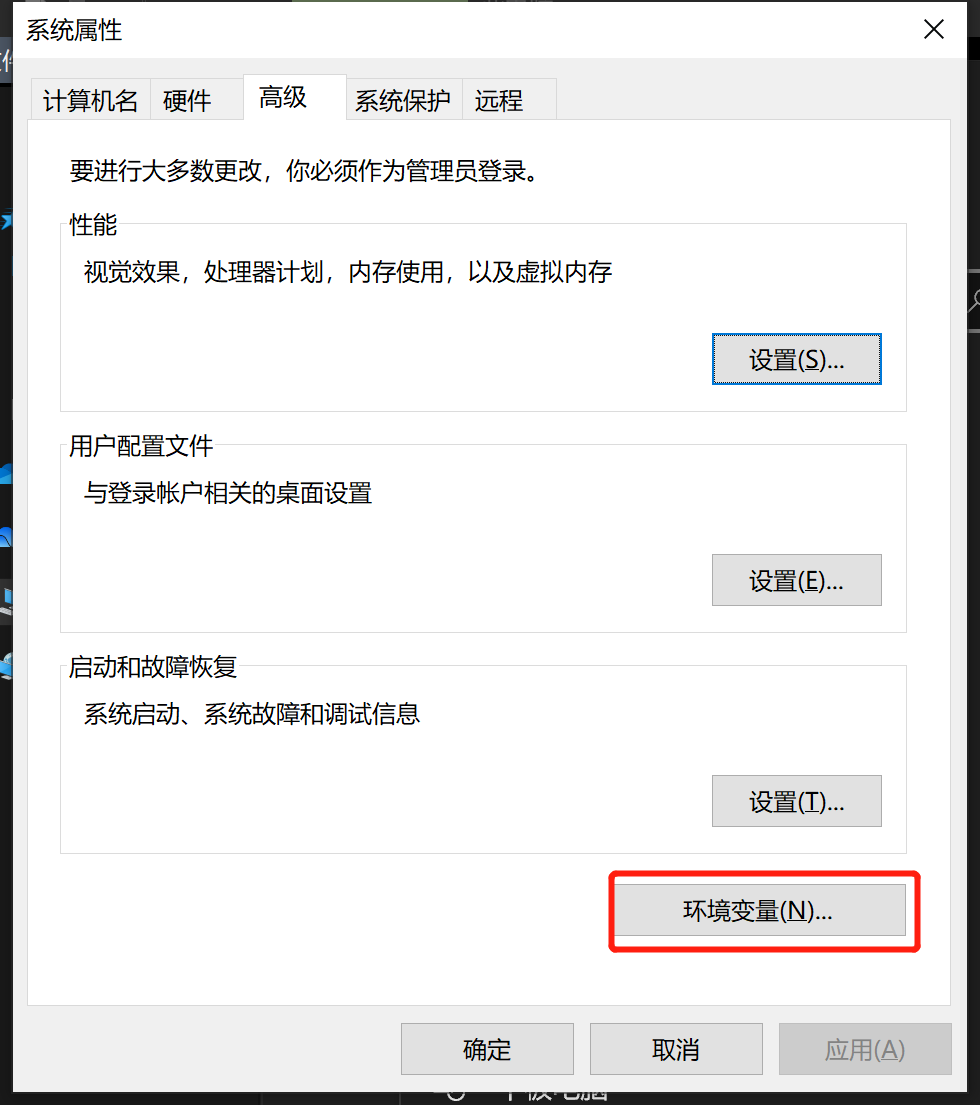 系统属性
计算机名 硬件 高级 系统保护 远程
要进行大多数更改，你必须作为管理员登录。
性能
视觉效果，处理器计划，内存使用，以及虚拟内存
设置(S)...
用户配置文件
与登录帐户相关的桌面设置
设置(E)...
启动和故障恢复
系统启动、系统故障和调试信息
设置(T)...
环境变量(N)...
确定 取消 应用(A)